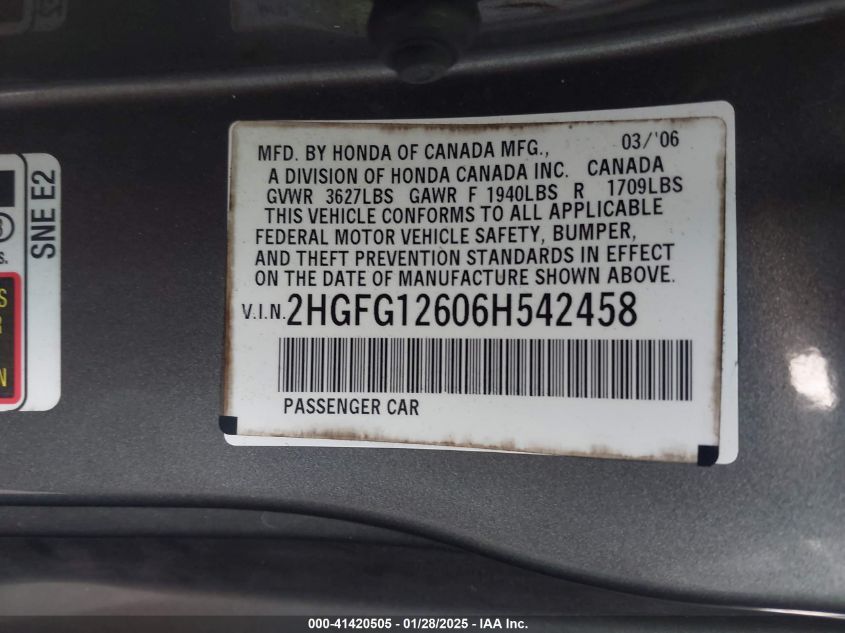 03/'06
MFD. BY HONDA OF CANADA MFG.,
A DIVISION OF HONDA CANADA INC. CANADA
GVWR 3627LBS GAWR F 1940LBS R 1709LBS
THIS VEHICLE CONFORMS TO ALL APPLICABLE
FEDERAL MOTOR VEHICLE SAFETY, BUMPER,
AND THEFT PREVENTION STANDARDS IN EFFECT
ON THE DATE OF MANUFACTURE SHOWN ABOVE.
V.I.N. 2HGFG12606H542458
PASSENGER CAR
SNE E2
000-41420505 - 01/28/2025 - IAA Inc.